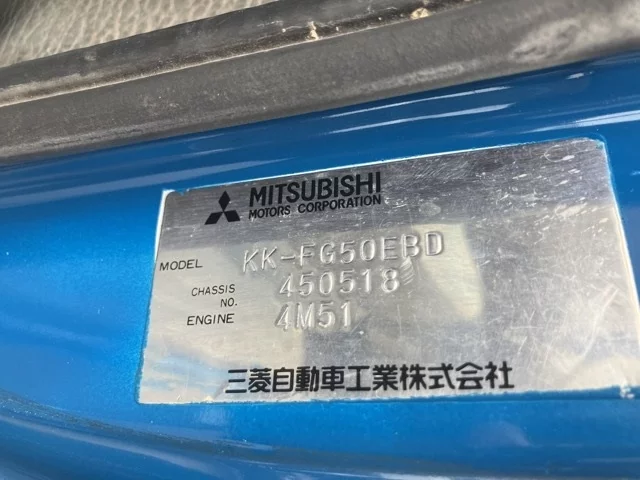 MITSUBISHI
MOTORS CORPORATION
MODEL KK-FG50EBD
CHASSIS NO. 450518
ENGINE 4M51
三菱自動車工業株式会社